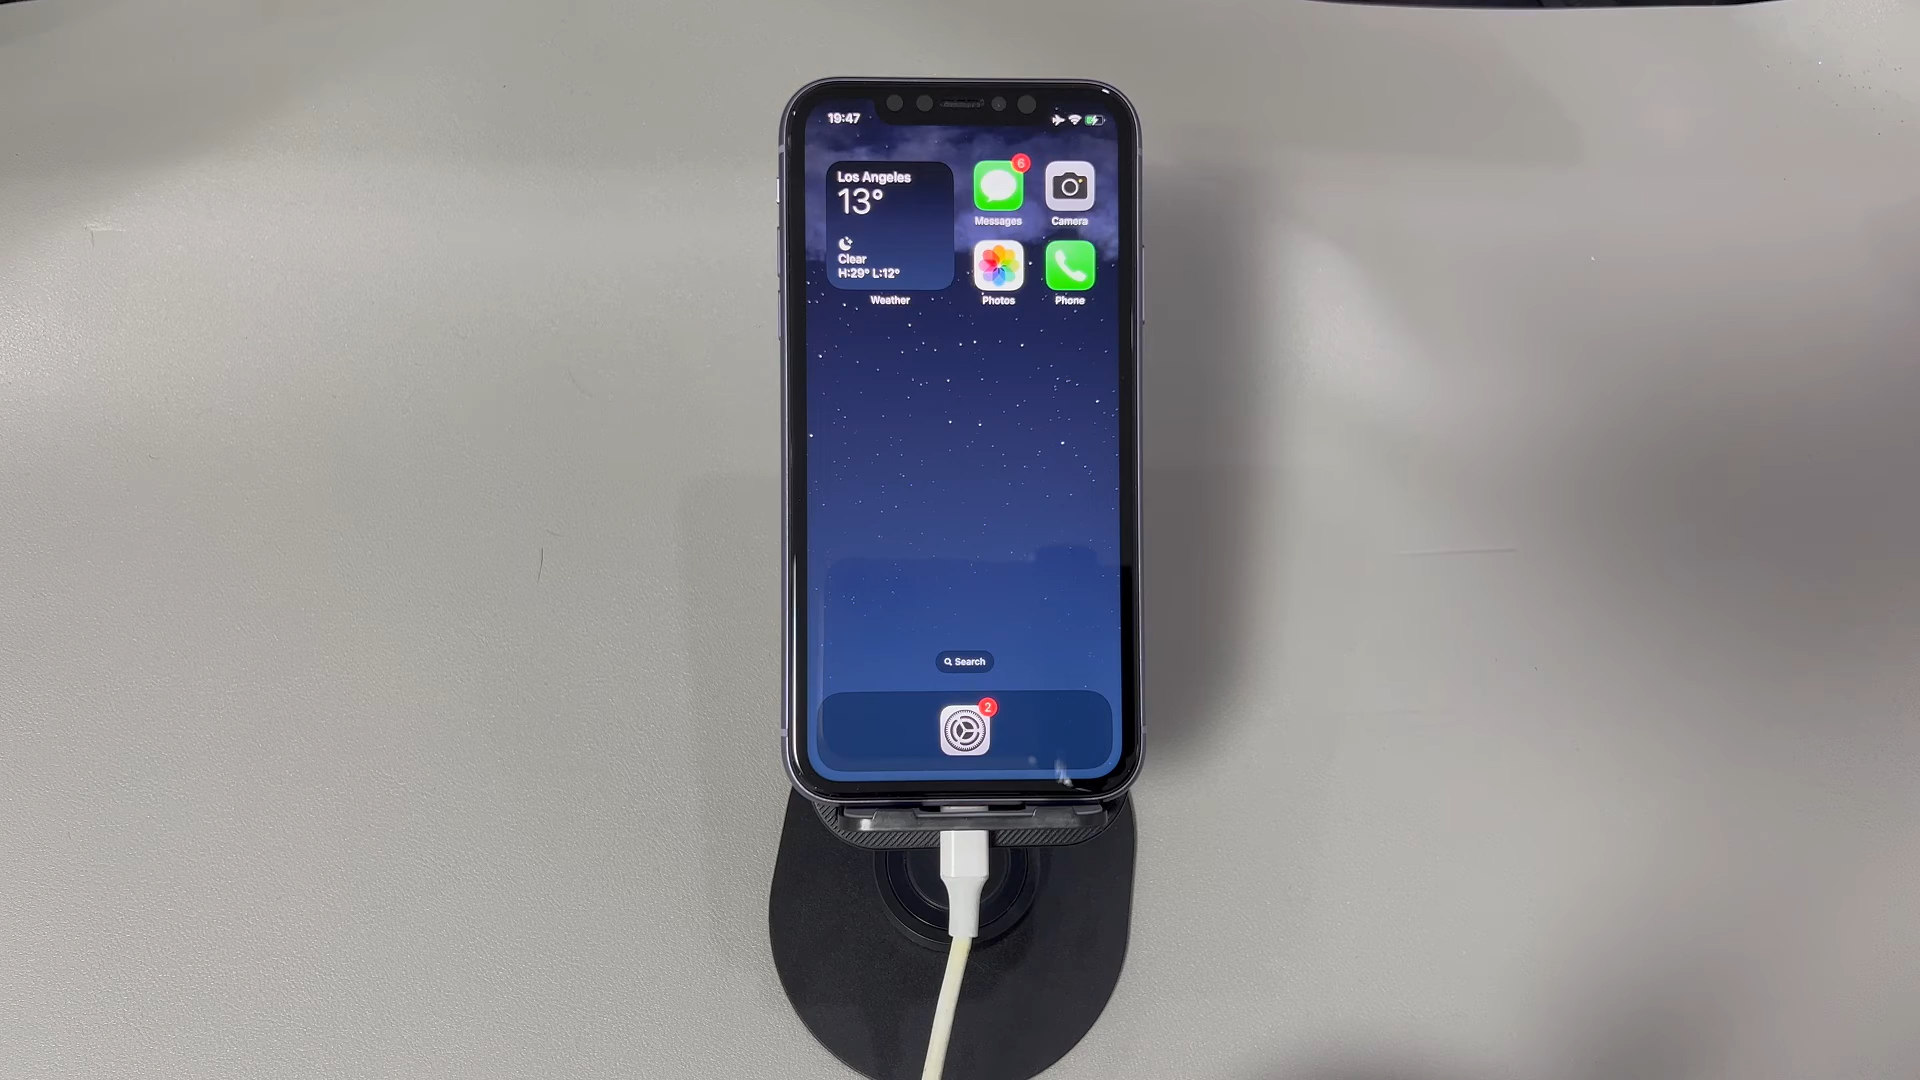 19:47
Los Angeles
13°
Clear
H:29° L:12°
Weather
6
Messages
Camera
Photos
Phone
Search
2